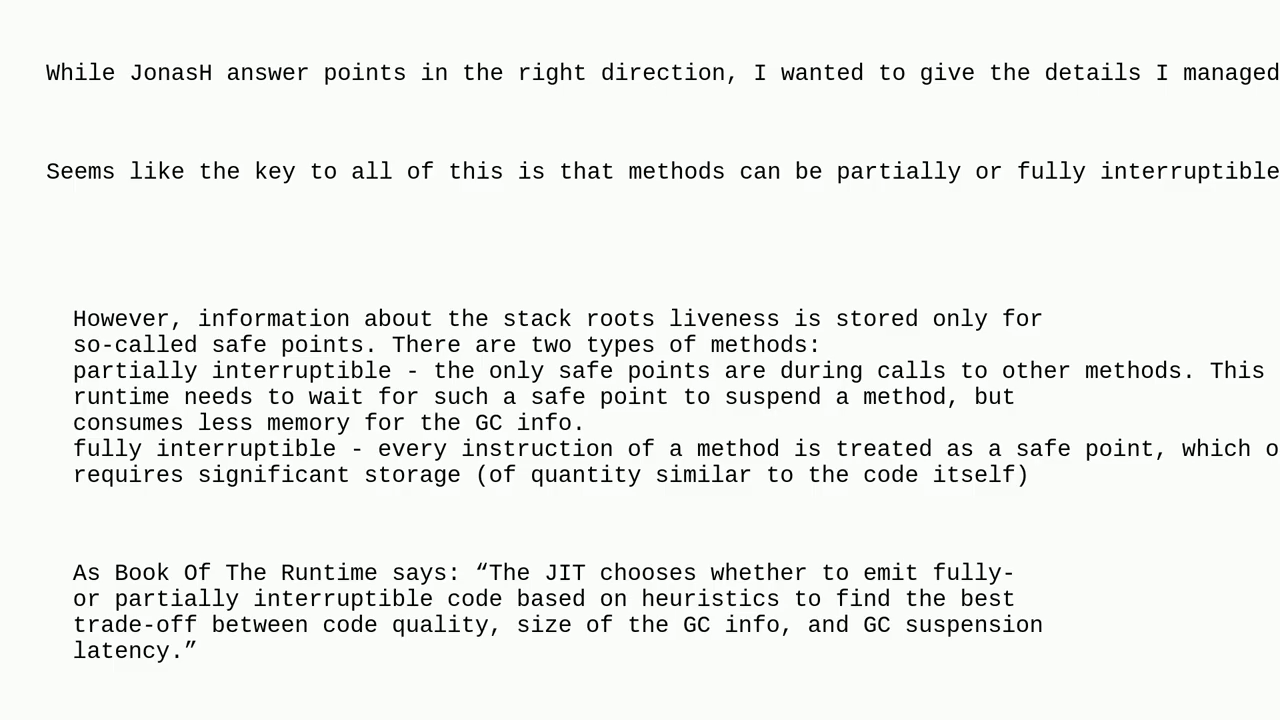 While JonasH answer points in the right direction, I wanted to give the details I managed
Seems like the key to all of this is that methods can be partially or fully interruptible
However, information about the stack roots liveness is stored only for
so-called safe points. There are two types of methods:
partially interruptible - the only safe points are during calls to other methods. This
runtime needs to wait for such a safe point to suspend a method, but
consumes less memory for the GC info.
fully interruptible - every instruction of a method is treated as a safe point, which
requires significant storage (of quantity similar to the code itself)
As Book Of The Runtime says: “The JIT chooses whether to emit fully-
or partially interruptible code based on heuristics to find the best
trade-off between code quality, size of the GC info, and GC suspension
latency.”